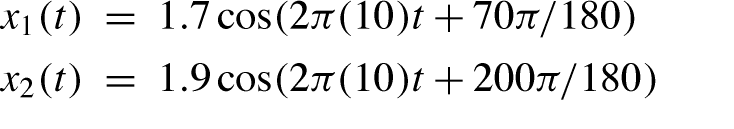 x₁(t) = 1.7 cos(2π(10)t + 70π/180)
x₂(t) = 1.9 cos(2π(10)t + 200π/180)